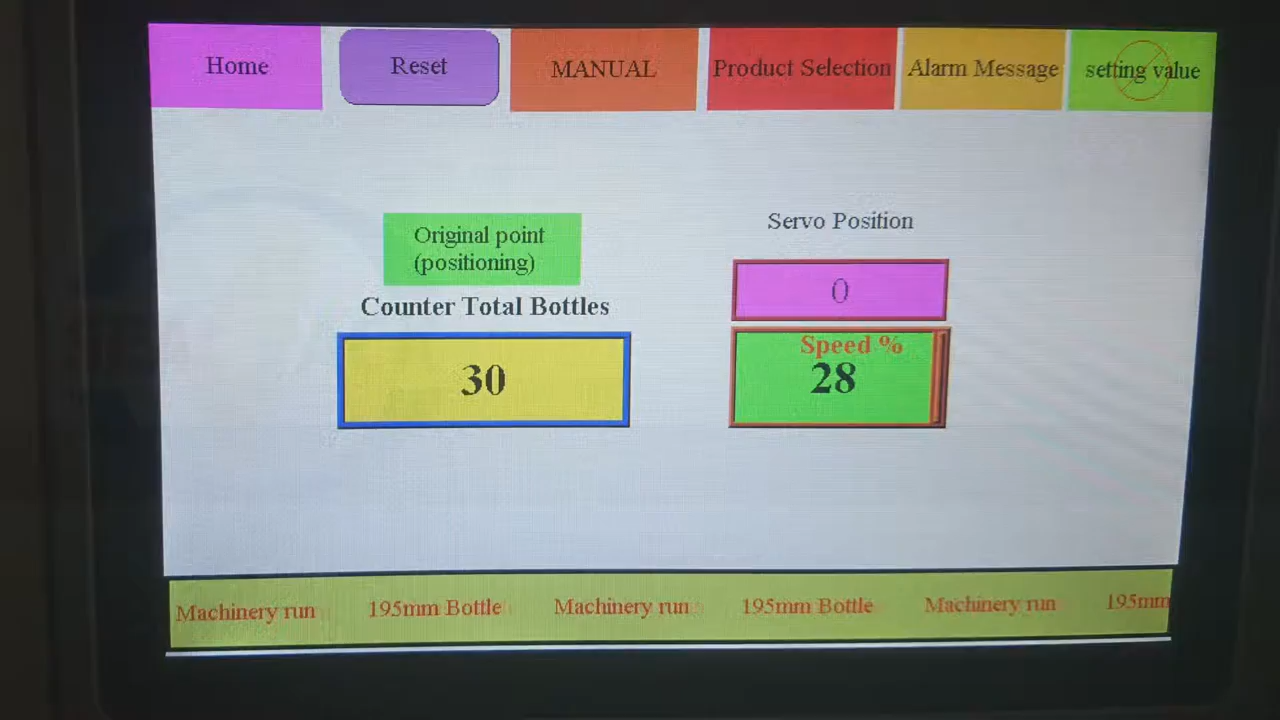 Home
Reset
MANUAL
Product Selection
Alarm Message
setting value
Original point
(positioning)
Servo Position
0
Counter Total Bottles
30
Speed %
28
Machinery run 195mm Bottle Machinery run 195mm Bottle Machinery run 195mm